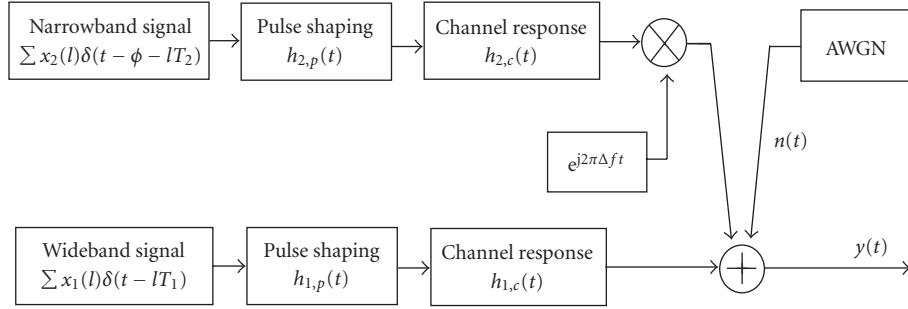 Narrowband signal
∑ x₂(l)δ(t − ϕ − lT₂)
Pulse shaping
h₂,ₚ(t)
Channel response
h₂,c(t)
AWGN
e^{j2πΔft}
n(t)
Wideband signal
∑ x₁(l)δ(t − lT₁)
Pulse shaping
h₁,ₚ(t)
Channel response
h₁,c(t)
y(t)